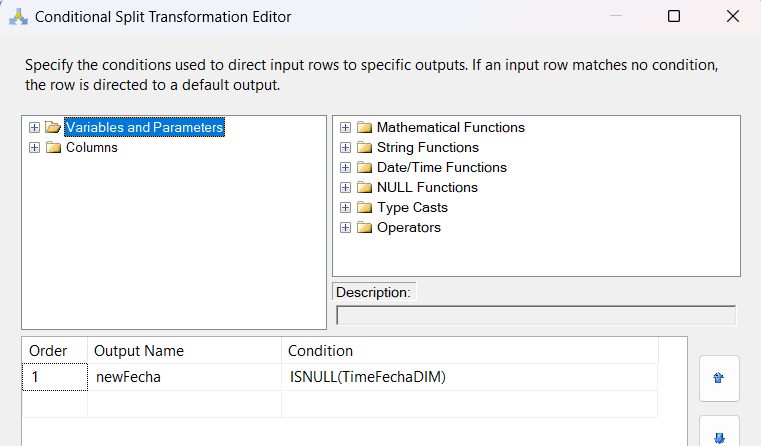 Conditional Split Transformation Editor
Specify the conditions used to direct input rows to specific outputs. If an input row matches no condition,
the row is directed to a default output.
Variables and Parameters
Columns
Mathematical Functions
String Functions
Date/Time Functions
NULL Functions
Type Casts
Operators
Description:
Order Output Name Condition
1 newFecha ISNULL(TimeFechaDIM)